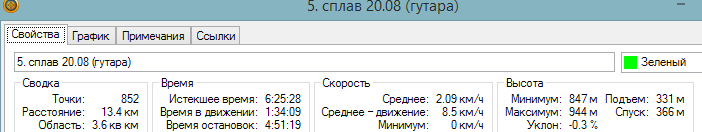 5. сплав 20.08 (гутара)
Свойства График Примечания Ссылки
5. сплав 20.08 (гутара) Зеленый
Сводка Время Скорость Высота
Точки: 852 Истекшее время: 6:25:28 Среднее: 2.09 км/ч Минимум: 847 м Подъем: 331 м
Расстояние: 13.4 км Время в движении: 1:34:09 Среднее - движение: 8.5 км/ч Максимум: 944 м Спуск: 366 м
Область: 3.6 кв км Время остановок: 4:51:19 Минимум: 0 км/ч Уклон: -0.3 %